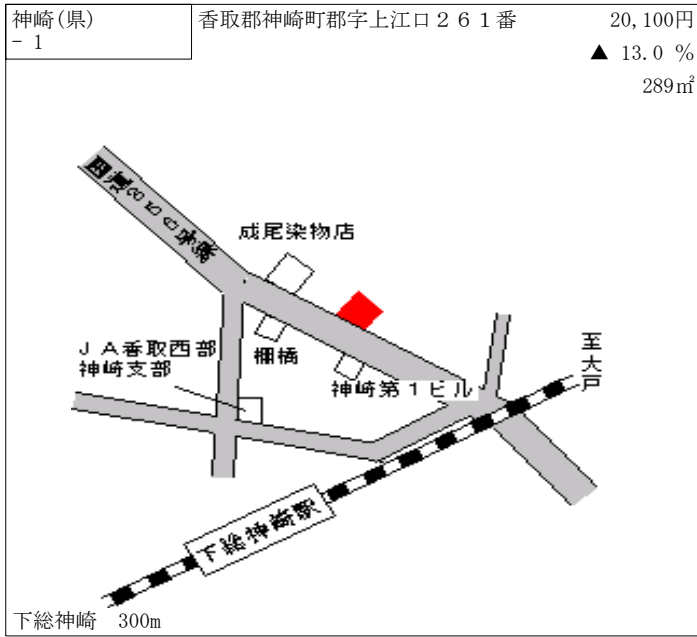 神崎(県)
- 1
香取郡神崎町郡字上江口２６１番
20,100円
▲ 13.0 %
289㎡
国道356号線
成尾染物店
ＪＡ香取西部
神崎支部
棚橋
神崎第１ビル
至大戸
下総神崎駅
下総神崎　300m